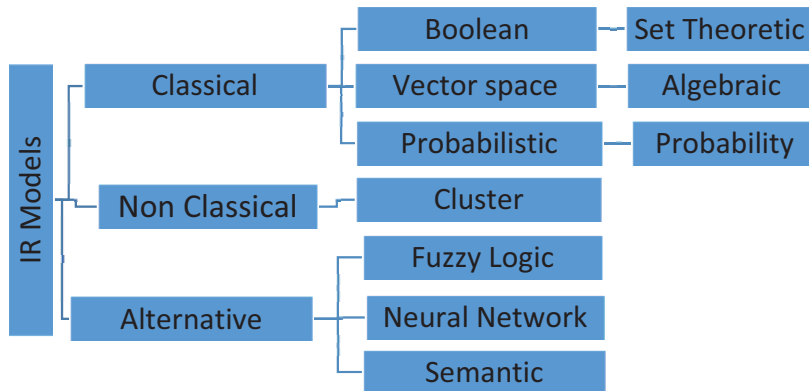 IR Models
Classical
Boolean
Set Theoretic
Vector space
Algebraic
Probabilistic
Probability
Non Classical
Cluster
Alternative
Fuzzy Logic
Neural Network
Semantic